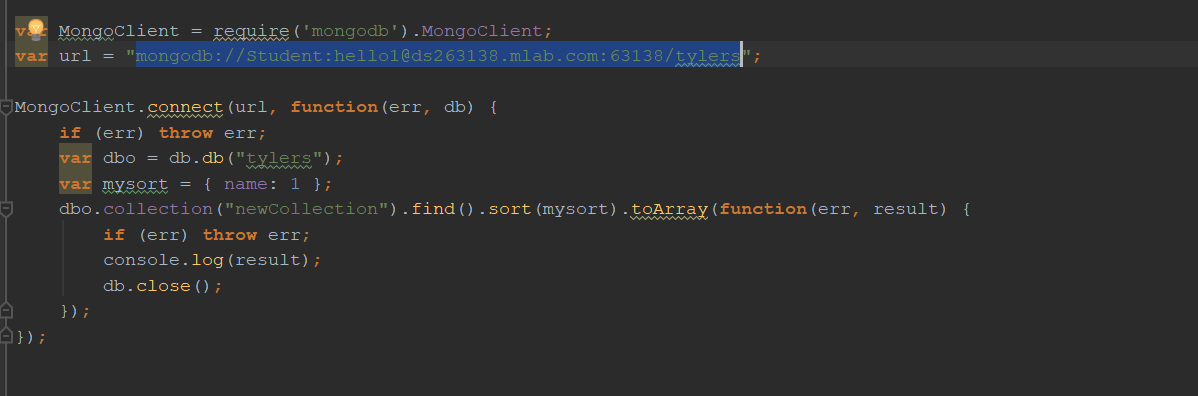 var MongoClient = require('mongodb').MongoClient;
var url = "mongodb://Student:hello1@ds263138.mlab.com:63138/tylers";
MongoClient.connect(url, function(err, db) {
if (err) throw err;
var dbo = db.db("tylers");
var mysort = { name: 1 };
dbo.collection("newCollection").find().sort(mysort).toArray(function(err, result) {
if (err) throw err;
console.log(result);
db.close();
});
});